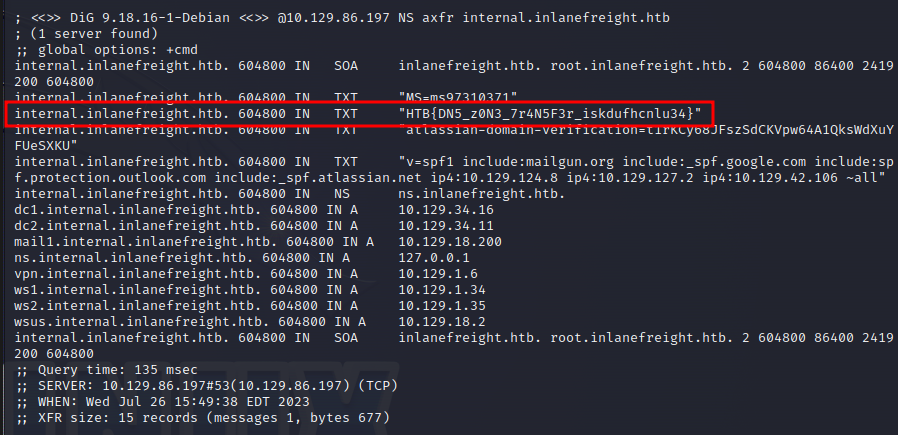 ; <<>> DiG 9.18.16-1-Debian <<>> @10.129.86.197 NS axfr internal.inlanefreight.htb
; (1 server found)
;; global options: +cmd
internal.inlanefreight.htb. 604800 IN SOA inlanefreight.htb. root.inlanefreight.htb. 2 604800 86400 2419
200 604800
internal.inlanefreight.htb. 604800 IN TXT "MS=ms97310371"
internal.inlanefreight.htb. 604800 IN TXT "HTB{DN5_z0N3_7r4N5F3r_iskdufhcnlu34}"
internal.inlanefreight.htb. 604800 IN TXT "atlassian-domain-verification=t1rKCy68JFszSdCKVpw64A1QksWdXuY
FUeSXKU"
internal.inlanefreight.htb. 604800 IN TXT "v=spf1 include:mailgun.org include:_spf.google.com include:sp
f.protection.outlook.com include:_spf.atlassian.net ip4:10.129.124.8 ip4:10.129.127.2 ip4:10.129.42.106 ~all"
internal.inlanefreight.htb. 604800 IN NS ns.inlanefreight.htb.
dc1.internal.inlanefreight.htb. 604800 IN A 10.129.34.16
dc2.internal.inlanefreight.htb. 604800 IN A 10.129.34.11
mail1.internal.inlanefreight.htb. 604800 IN A 10.129.18.200
ns.internal.inlanefreight.htb. 604800 IN A 127.0.0.1
vpn.internal.inlanefreight.htb. 604800 IN A 10.129.1.6
ws1.internal.inlanefreight.htb. 604800 IN A 10.129.1.34
ws2.internal.inlanefreight.htb. 604800 IN A 10.129.1.35
wsus.internal.inlanefreight.htb. 604800 IN A 10.129.18.2
internal.inlanefreight.htb. 604800 IN SOA inlanefreight.htb. root.inlanefreight.htb. 2 604800 86400 2419
200 604800
;; Query time: 135 msec
;; SERVER: 10.129.86.197#53(10.129.86.197) (TCP)
;; WHEN: Wed Jul 26 15:49:38 EDT 2023
;; XFR size: 15 records (messages 1, bytes 677)